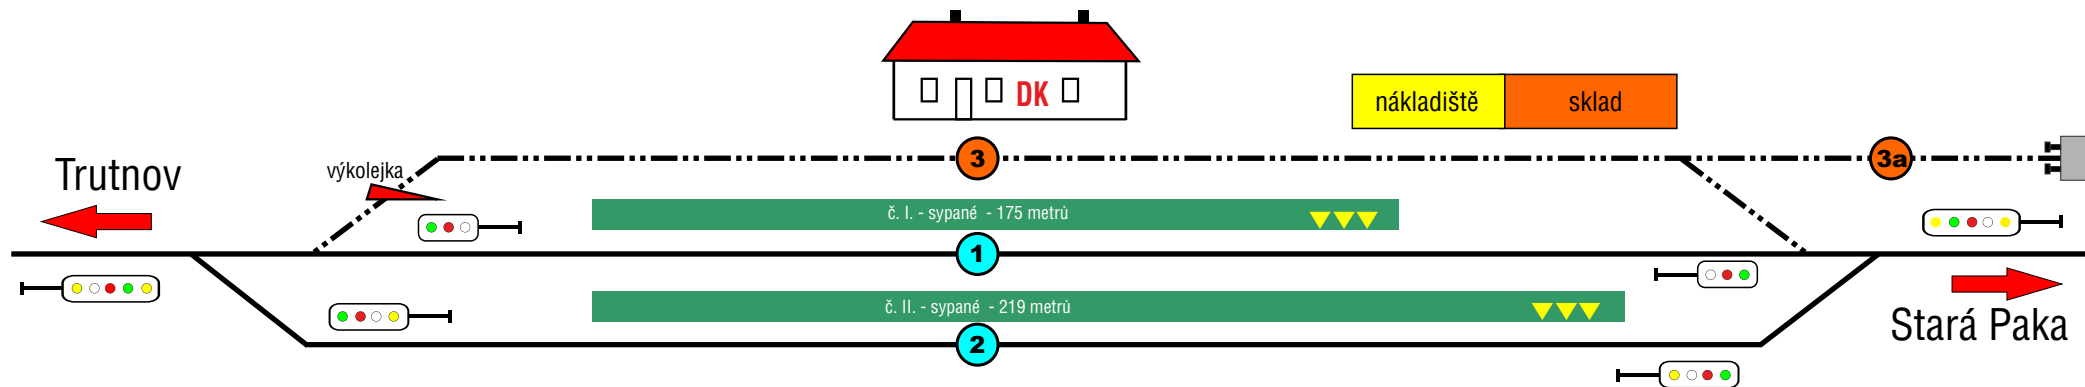 DK
nákladiště
sklad
3
3a
výkolejka
Trutnov
č. I. - sypané - 175 metrů
1
č. II. - sypané - 219 metrů
Stará Paka
2